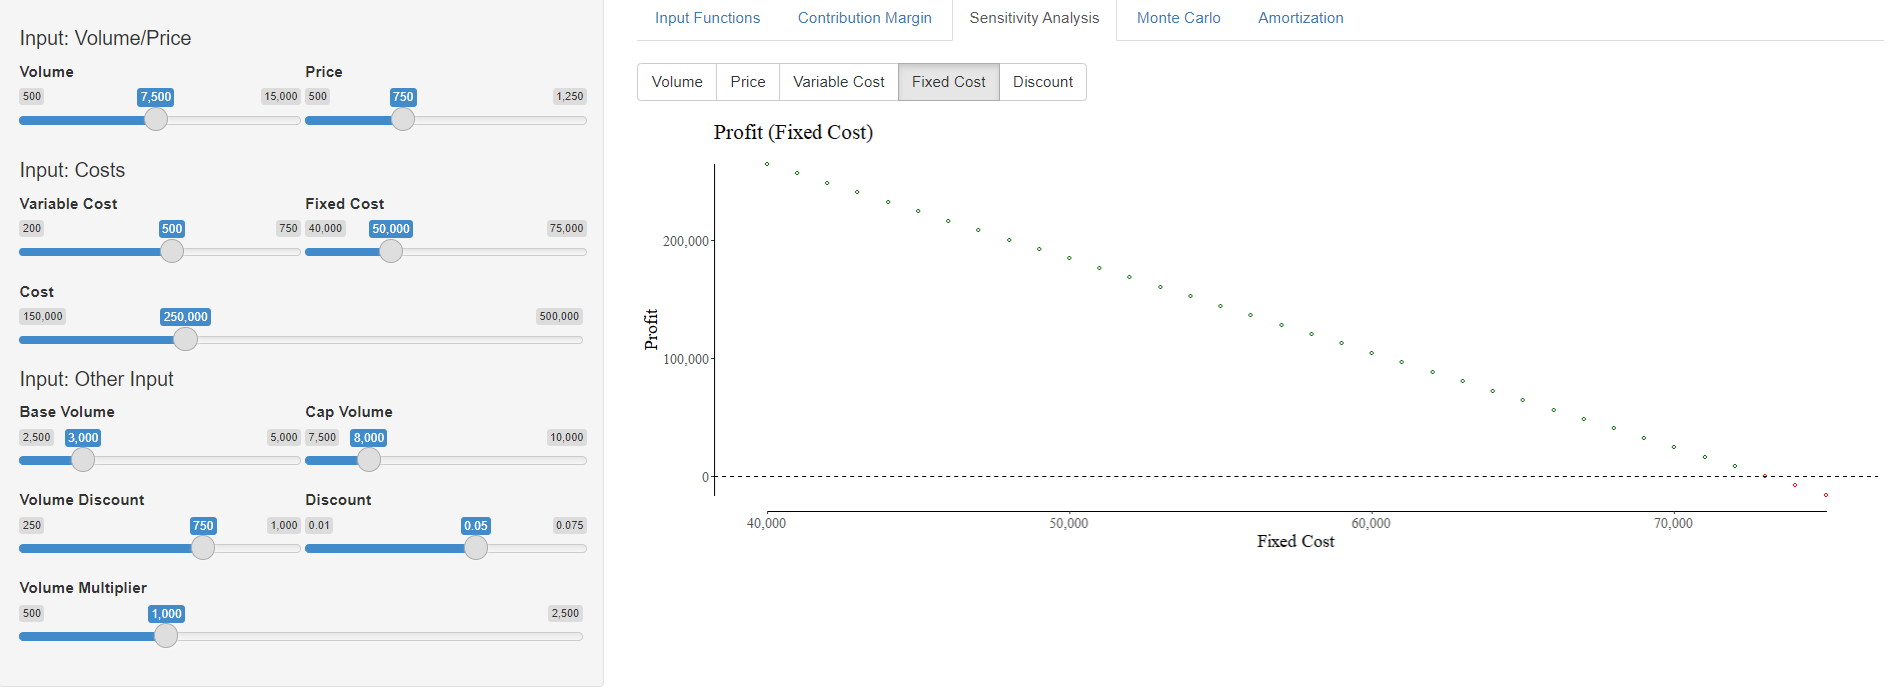 Input: Volume/Price
Volume Price
500 7,500 15,000 500 750 1,250
Input: Costs
Variable Cost Fixed Cost
200 500 750 40,000 50,000 75,000
Cost
150,000 250,000 500,000
Input: Other Input
Base Volume Cap Volume
2,500 3,000 5,000 7,500 8,000 10,000
Volume Discount Discount
250 750 1,000 0.01 0.05 0.075
Volume Multiplier
500 1,000 2,500
Input Functions Contribution Margin Sensitivity Analysis Monte Carlo Amortization
Volume Price Variable Cost Fixed Cost Discount
Profit (Fixed Cost)
200,000
100,000
0
Profit
40,000 50,000 60,000 70,000
Fixed Cost